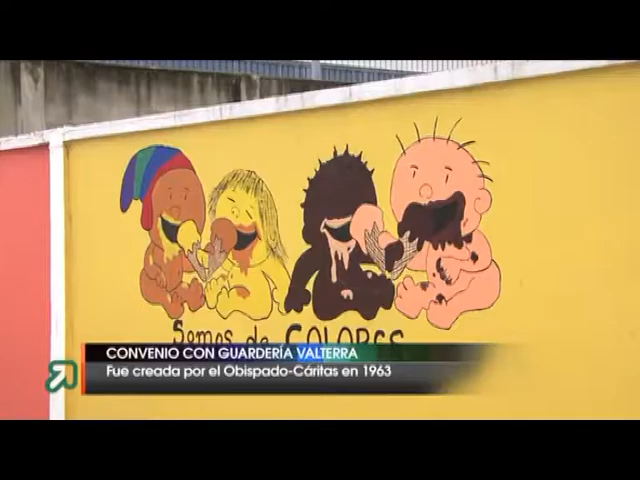 Somos de COLORES
CONVENIO CON GUARDERÍA VALTERRA
Fue creada por el Obispado-Cáritas en 1963